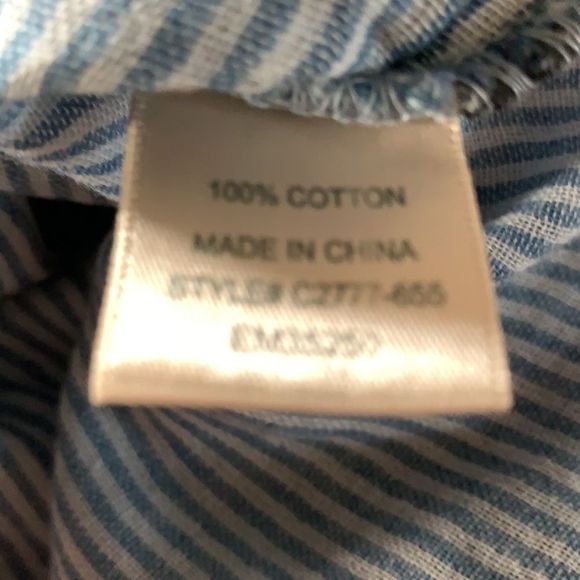 100% COTTON
MADE IN CHINA
STYLE# C2777-655